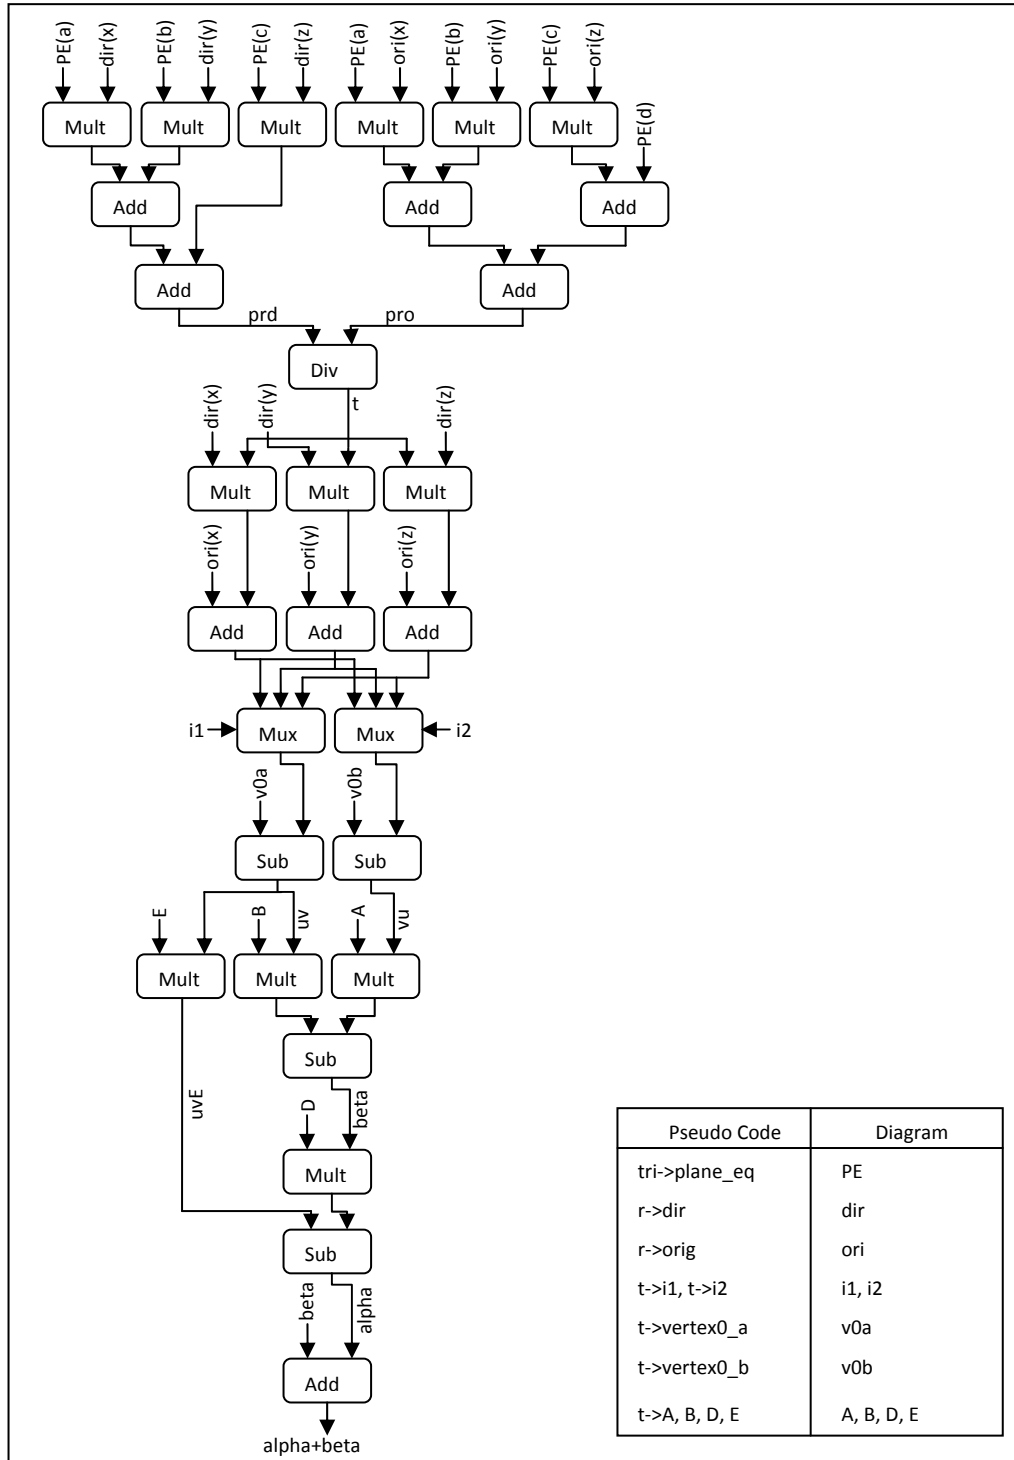 PE(a) dir(x) PE(b) dir(y) PE(c) dir(z) PE(a) ori(x) PE(b) ori(y) PE(c) ori(z)
Mult Mult Mult Mult Mult Mult PE(d)
Add Add Add
Add Add
prd pro
Div
t
dir(x) dir(y) dir(z)
Mult Mult Mult
ori(x) ori(y) ori(z)
Add Add Add
i1 Mux Mux i2
v0a v0b
Sub Sub
E B uv A vu
Mult Mult Mult
Sub
uvE D beta
Mult
Sub
beta alpha
Add
alpha+beta
Pseudo Code Diagram
tri->plane_eq PE
r->dir dir
r->orig ori
t->i1, t->i2 i1, i2
t->vertex0_a v0a
t->vertex0_b v0b
t->A, B, D, E A, B, D, E